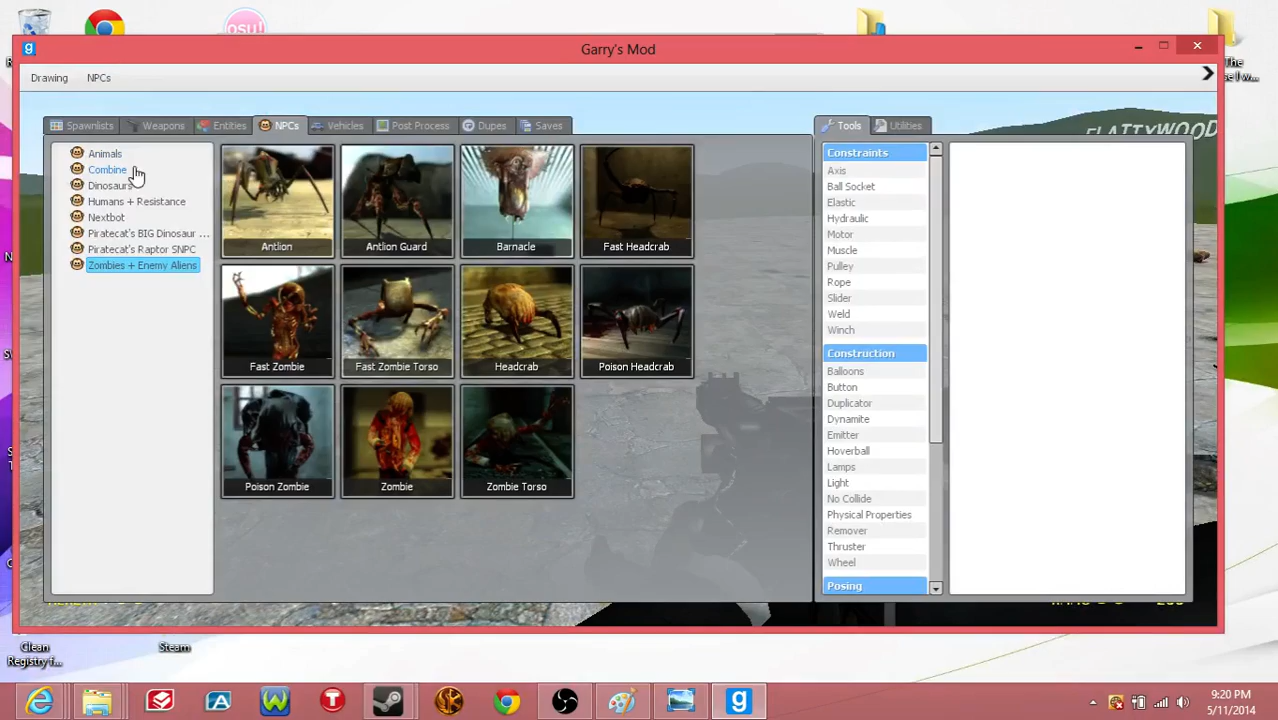 osu!
Garry's Mod
The
se I w...
Drawing NPCs
FLATTYWOOD
Spawnlists Weapons Entities NPCs Vehicles Post Process Dupes Saves
Tools Utilities
Animals
Combine
Dinosaurs
Humans + Resistance
Nextbot
Piratecat's BIG Dinosaur ...
Piratecat's Raptor SNPC
Zombies + Enemy Aliens
Antlion Antlion Guard Barnacle Fast Headcrab
Fast Zombie Fast Zombie Torso Headcrab Poison Headcrab
Poison Zombie Zombie Zombie Torso
Constraints
Axis
Ball Socket
Elastic
Hydraulic
Motor
Muscle
Pulley
Rope
Slider
Weld
Winch
Construction
Balloons
Button
Duplicator
Dynamite
Emitter
Hoverball
Lamps
Light
No Collide
Physical Properties
Remover
Thruster
Wheel
Posing
Clean
Registry f...
Steam
9:20 PM
5/11/2014